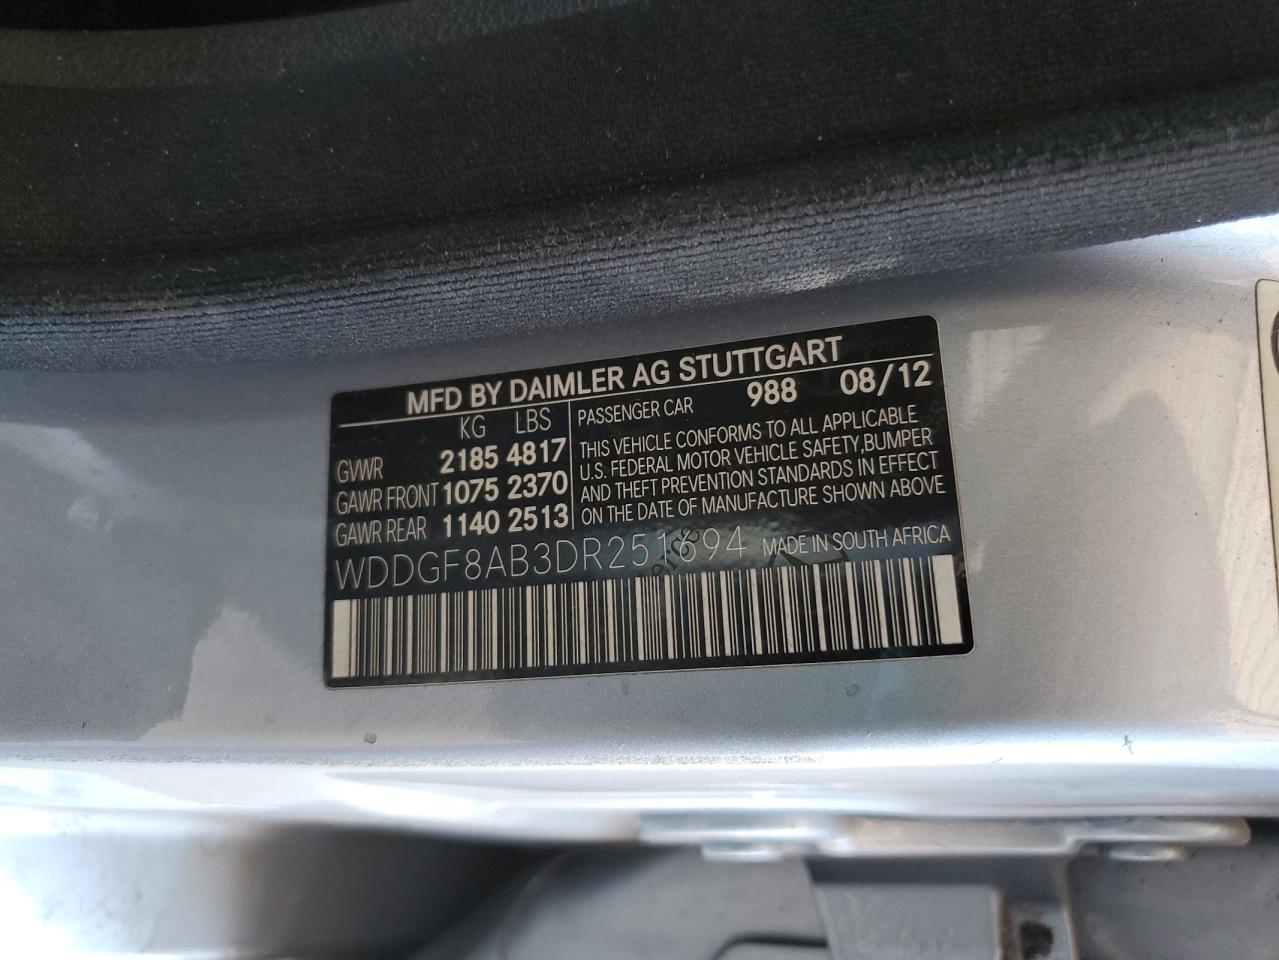 MFD BY DAIMLER AG STUTTGART
KG LBS
GVWR 2185 4817
GAWR FRONT 1075 2370
GAWR REAR 1140 2513
PASSENGER CAR 988 08/12
THIS VEHICLE CONFORMS TO ALL APPLICABLE
U.S. FEDERAL MOTOR VEHICLE SAFETY,BUMPER
AND THEFT PREVENTION STANDARDS IN EFFECT
ON THE DATE OF MANUFACTURE SHOWN ABOVE
WDDGF8AB3DR251694 MADE IN SOUTH AFRICA